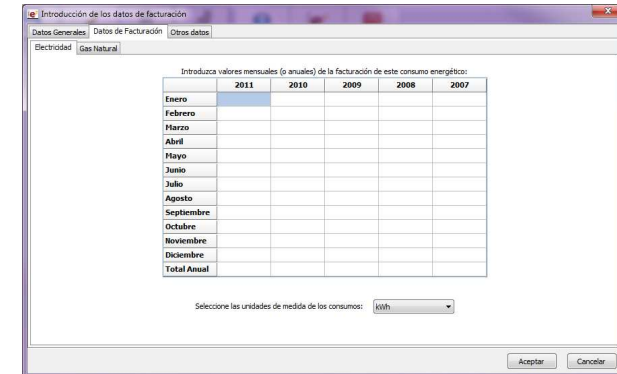 e Introducción de los datos de facturación
Datos Generales Datos de Facturación Otros datos
Electricidad Gas Natural
Introduzca valores mensuales (o anuales) de la facturación de este consumo energético:
2011 2010 2009 2008 2007
Enero
Febrero
Marzo
Abril
Mayo
Junio
Julio
Agosto
Septiembre
Octubre
Noviembre
Diciembre
Total Anual
Seleccione las unidades de medida de los consumos: kWh
Aceptar Cancelar